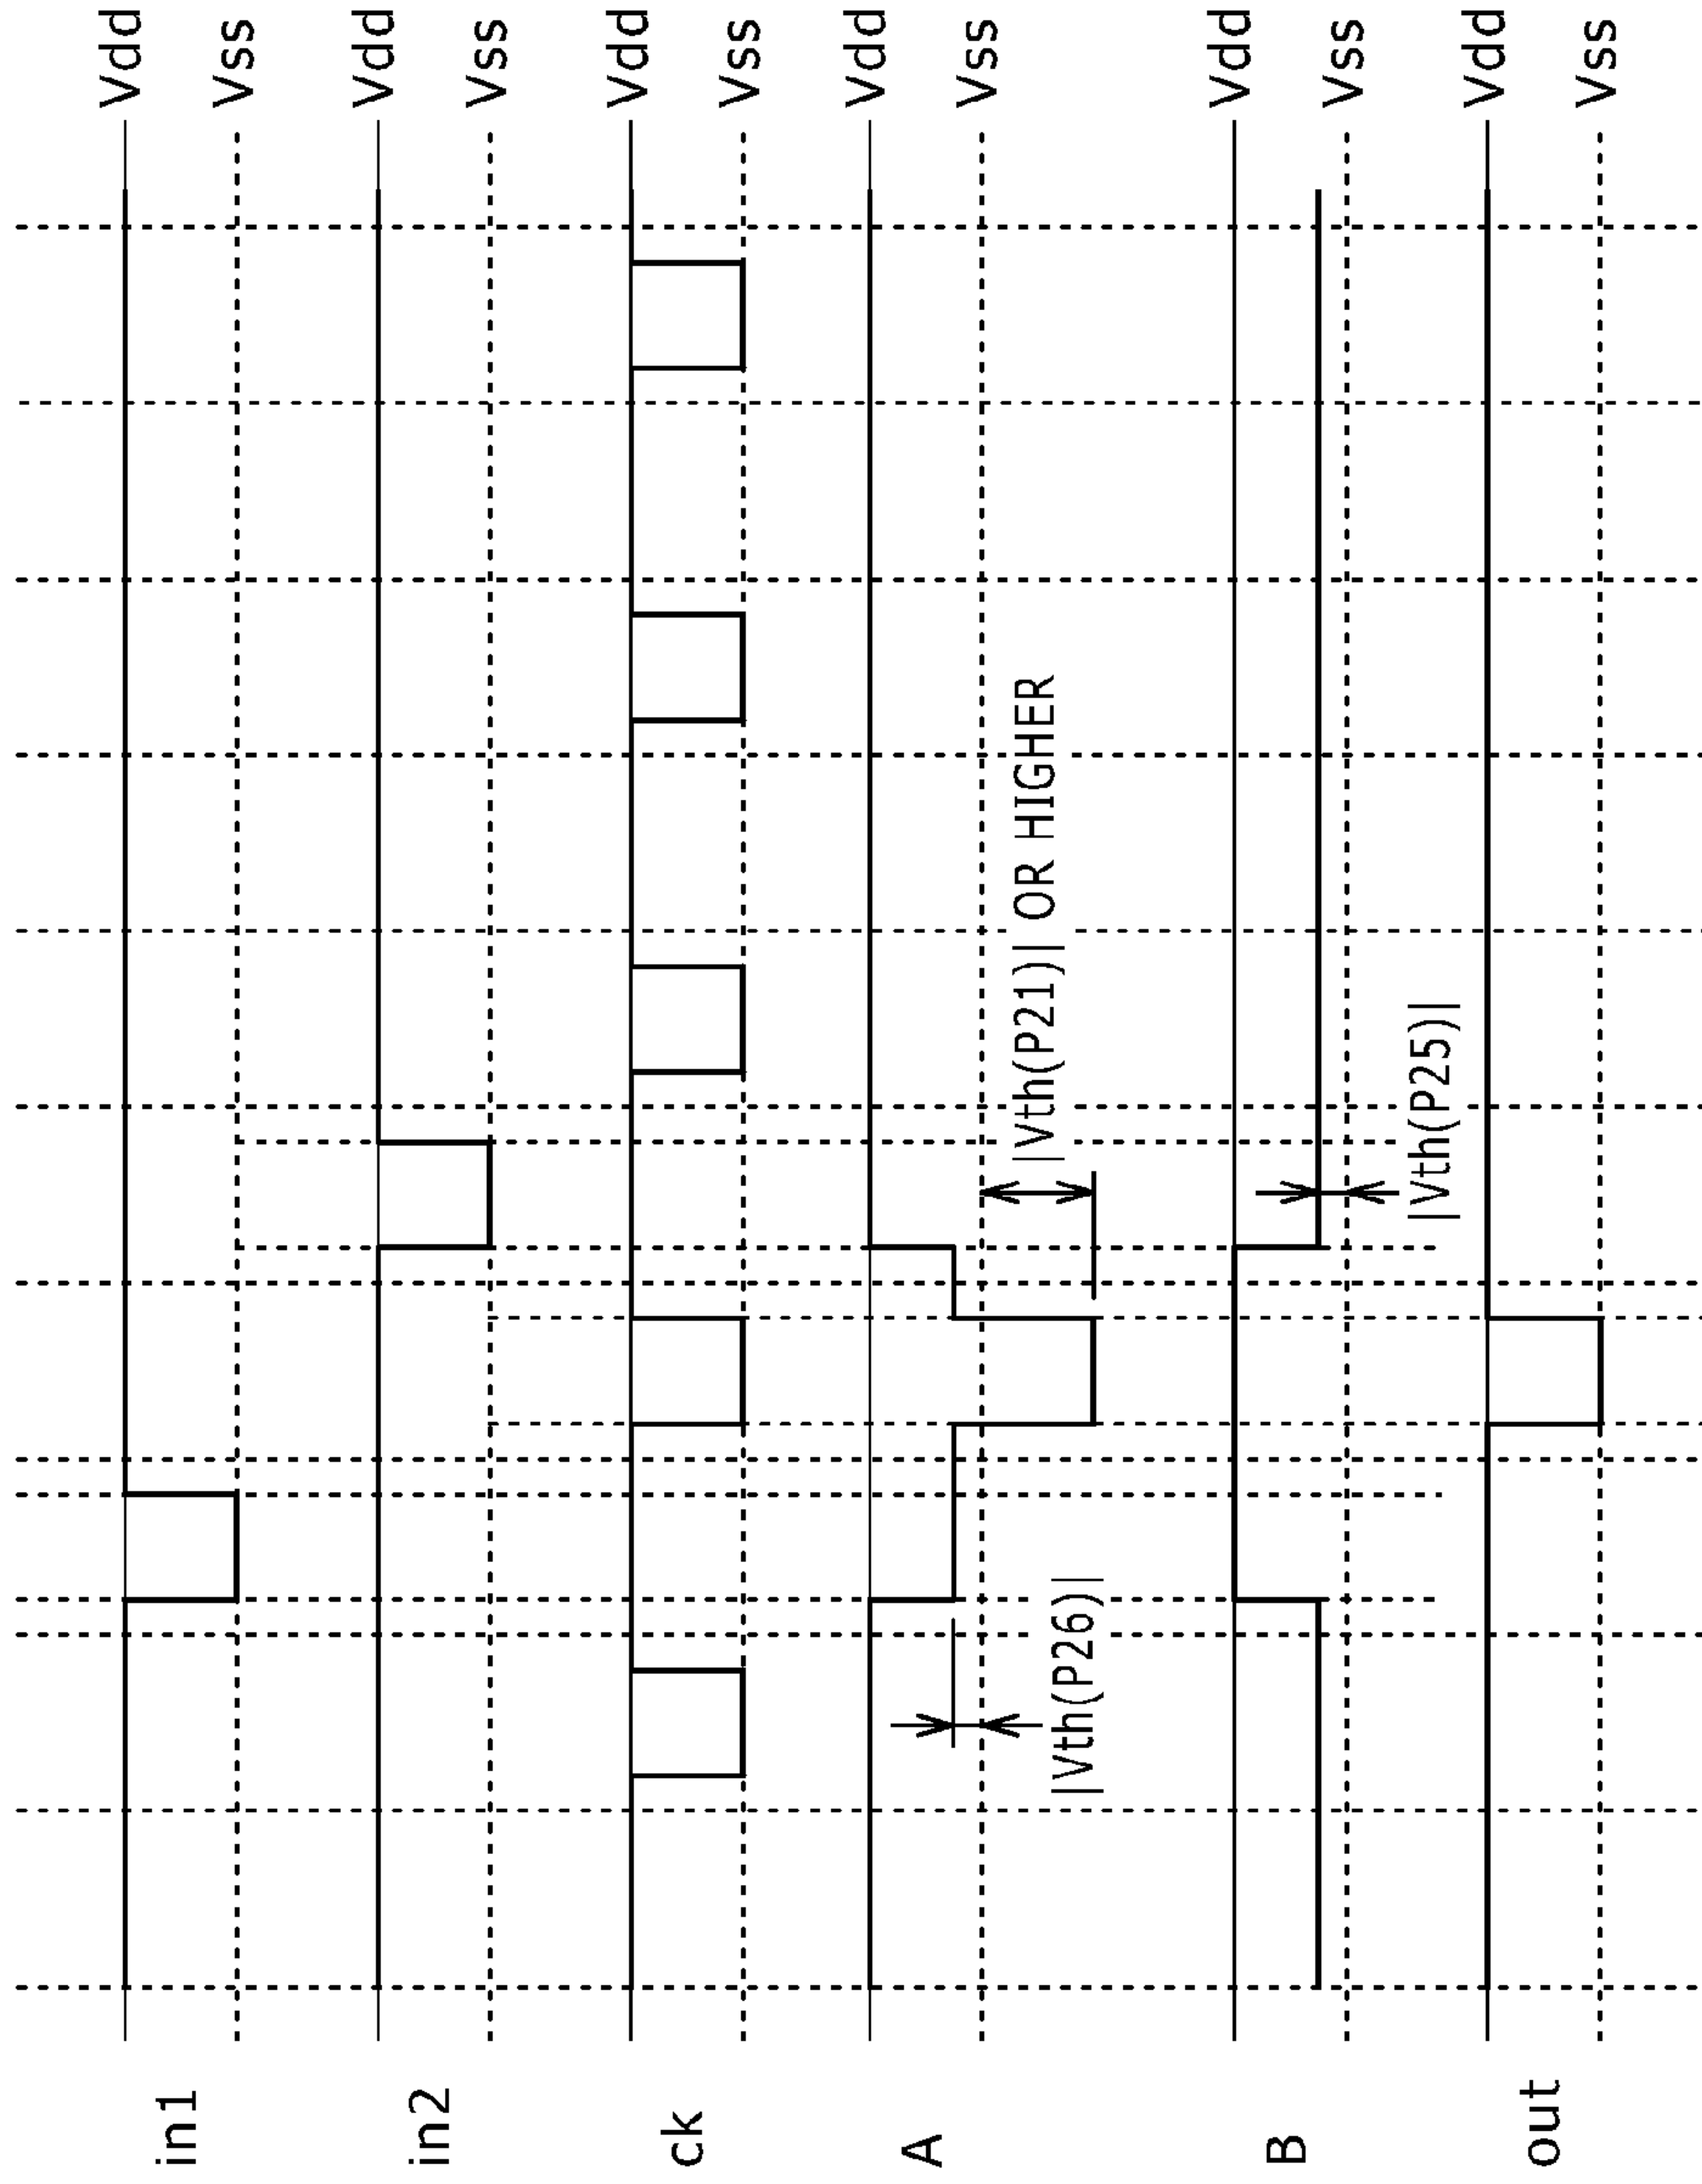 in1
Vdd
Vss
in2
Vdd
Vss
ck
Vdd
Vss
A
Vdd
Vss
|Vth(P21)| OR HIGHER
|Vth(P26)|
B
Vdd
Vss
|Vth(P25)|
out
Vdd
Vss